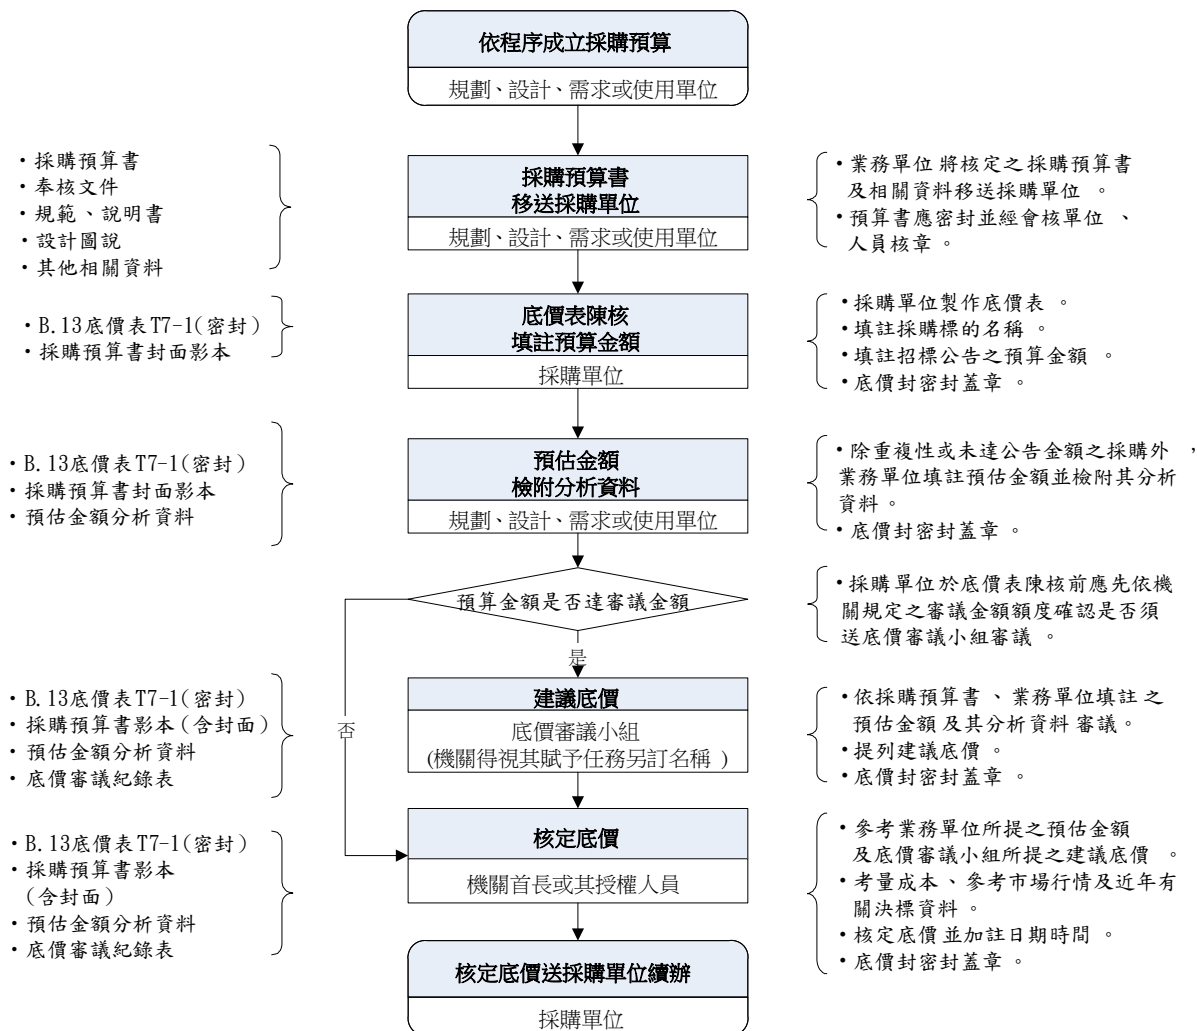 依程序成立採購預算
規劃、設計、需求或使用單位
・採購預算書
・奉核文件
・規範、說明書
・設計圖說
・其他相關資料
採購預算書
移送採購單位
規劃、設計、需求或使用單位
・業務單位 將核定之 採購預算書
及相關資料移送採購單位 。
・預算書應密封並經會核單位 、
人員核章 。
・B.13底價表T7-1(密封)
・採購預算書封面影本
底價表陳核
填註預算金額
採購單位
・採購單位製作底價表 。
・填註採購標的名稱 。
・填註招標公告之預算金額 。
・底價封密封蓋章 。
・B.13底價表T7-1(密封)
・採購預算書封面影本
・預估金額分析資料
預估金額
檢附分析資料
規劃、設計、需求或使用單位
・除重複性或未達公告金額之採購外 ，
業務單位填註預估金額並檢附其分析
資料。
・底價封密封蓋章 。
預算金額是否達審議金額
・採購單位於底價表陳核前應先依機
關規定之審議金額額度確認是否須
送底價審議小組審議 。
是
否
・B.13底價表T7-1(密封)
・採購預算書影本(含封面)
・預估金額分析資料
・底價審議紀錄表
建議底價
底價審議小組
(機關得視其賦予任務另訂名稱 )
・依採購預算書 、業務單位填註 之
預估金額 及其分析資料 審議。
・提列建議底價 。
・底價封密封蓋章 。
・B.13底價表T7-1(密封)
・採購預算書影本
(含封面)
・預估金額分析資料
・底價審議紀錄表
核定底價
機關首長或其授權人員
・參考業務單位所提之預估金額
及底價審議小組所提之建議底價 。
・考量成本 、參考市場行情及近年有
關決標資料 。
・核定底價 並加註日期時間 。
・底價封密封蓋章 。
核定底價送採購單位續辦
採購單位